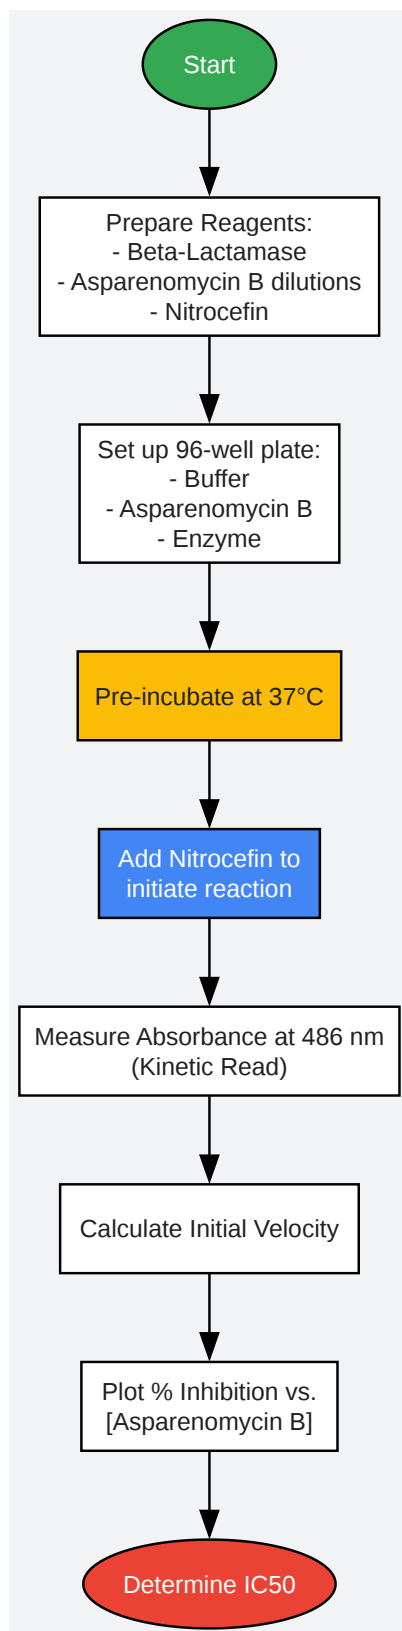 Start
Prepare Reagents:
- Beta-Lactamase
- Asparenomycin B dilutions
- Nitrocefin
Set up 96-well plate:
- Buffer
- Asparenomycin B
- Enzyme
Pre-incubate at 37°C
Add Nitrocefin to
initiate reaction
Measure Absorbance at 486 nm
(Kinetic Read)
Calculate Initial Velocity
Plot % Inhibition vs.
[Asparenomycin B]
Determine IC50